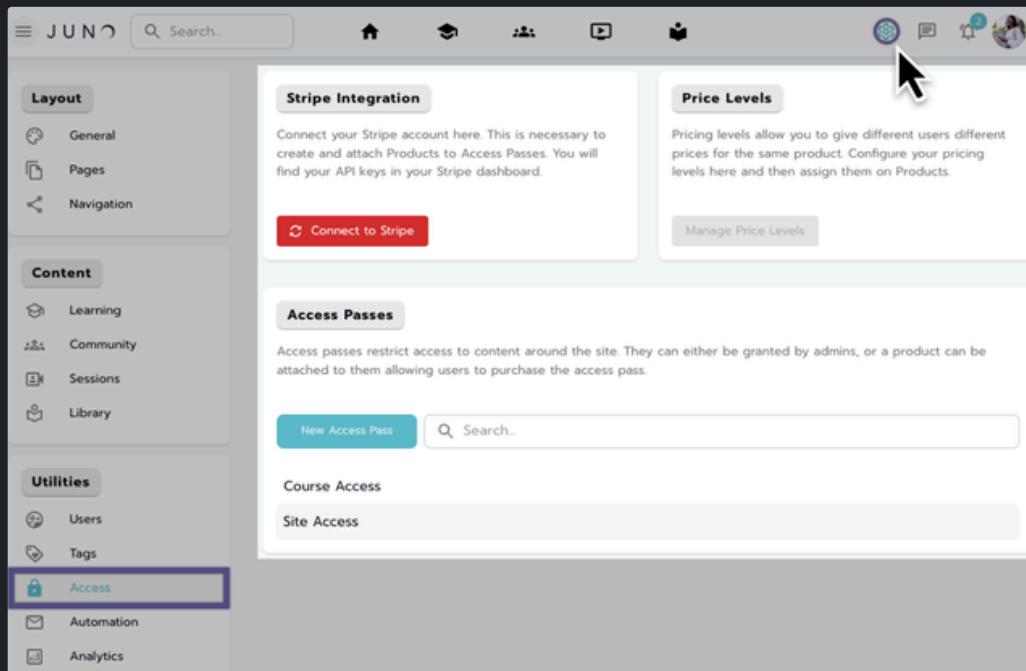 JUNO
Search..
2
Layout
General
Pages
Navigation
Content
Learning
Community
Sessions
Library
Utilities
Users
Tags
Access
Automation
Analytics
Stripe Integration
Connect your Stripe account here. This is necessary to
create and attach Products to Access Passes. You will
find your API keys in your Stripe dashboard.
Connect to Stripe
Price Levels
Pricing levels allow you to give different users different
prices for the same product. Configure your pricing
levels here and then assign them on Products.
Manage Price Levels
Access Passes
Access passes restrict access to content around the site. They can either be granted by admins, or a product can be
attached to them allowing users to purchase the access pass.
New Access Pass
Search..
Course Access
Site Access